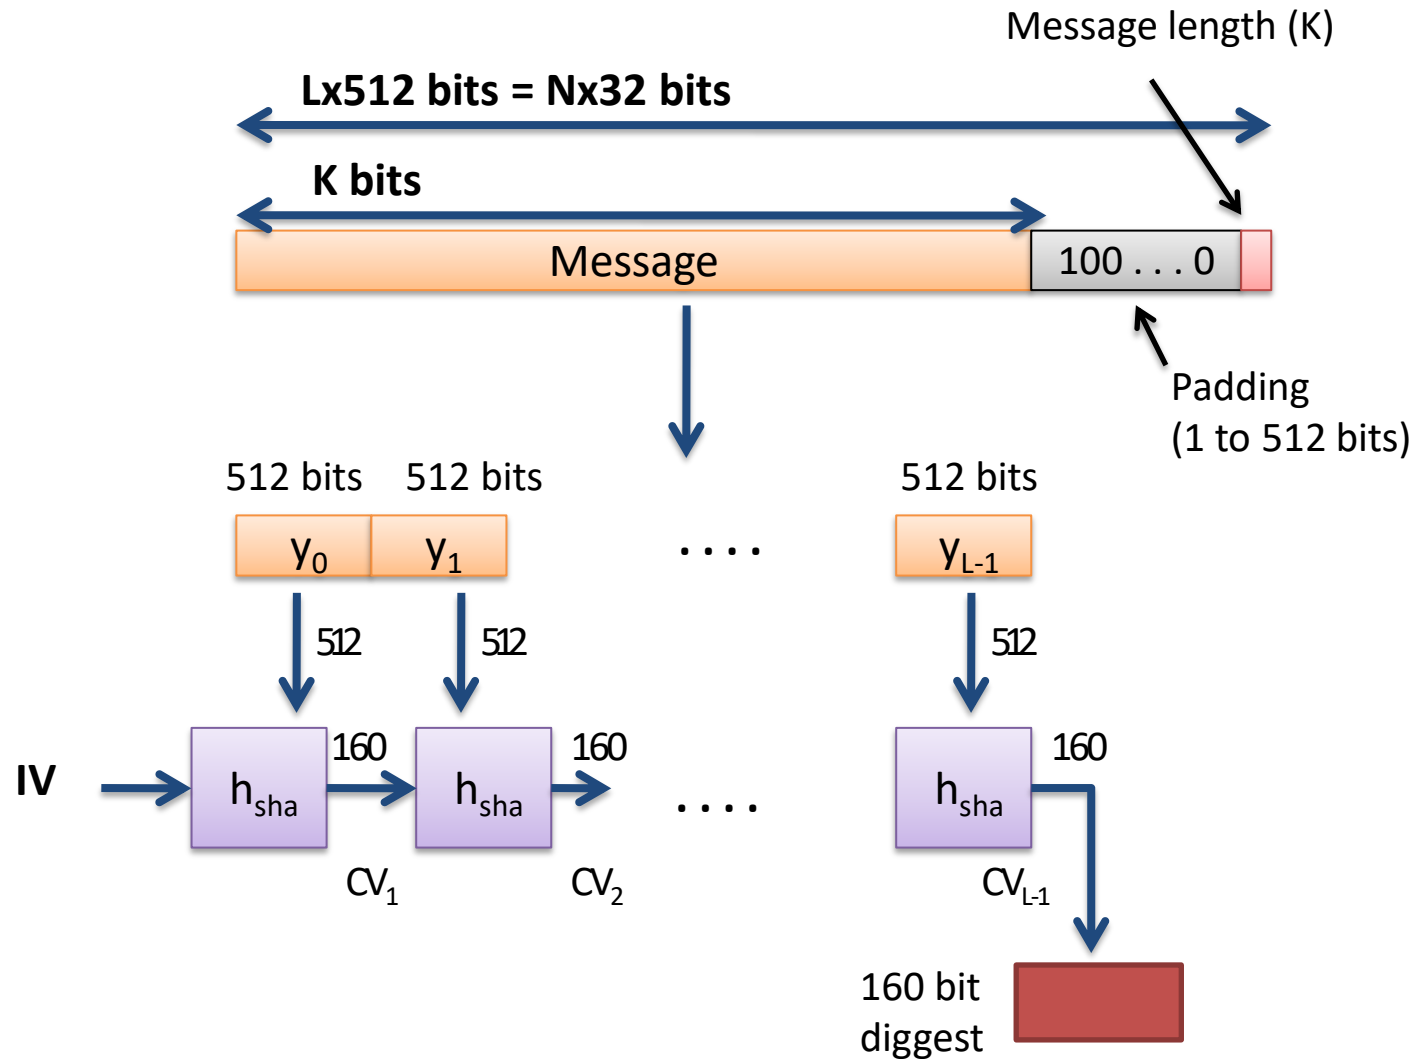 Message length (K)
Lx512 bits = Nx32 bits
K bits
Message
100 . . . 0
Padding
(1 to 512 bits)
512 bits
512 bits
512 bits
y0
y1
. . . .
yL-1
512
512
512
IV
hsha
160
hsha
160
. . . .
hsha
160
CV1
CV2
CVL-1
160 bit
diggest